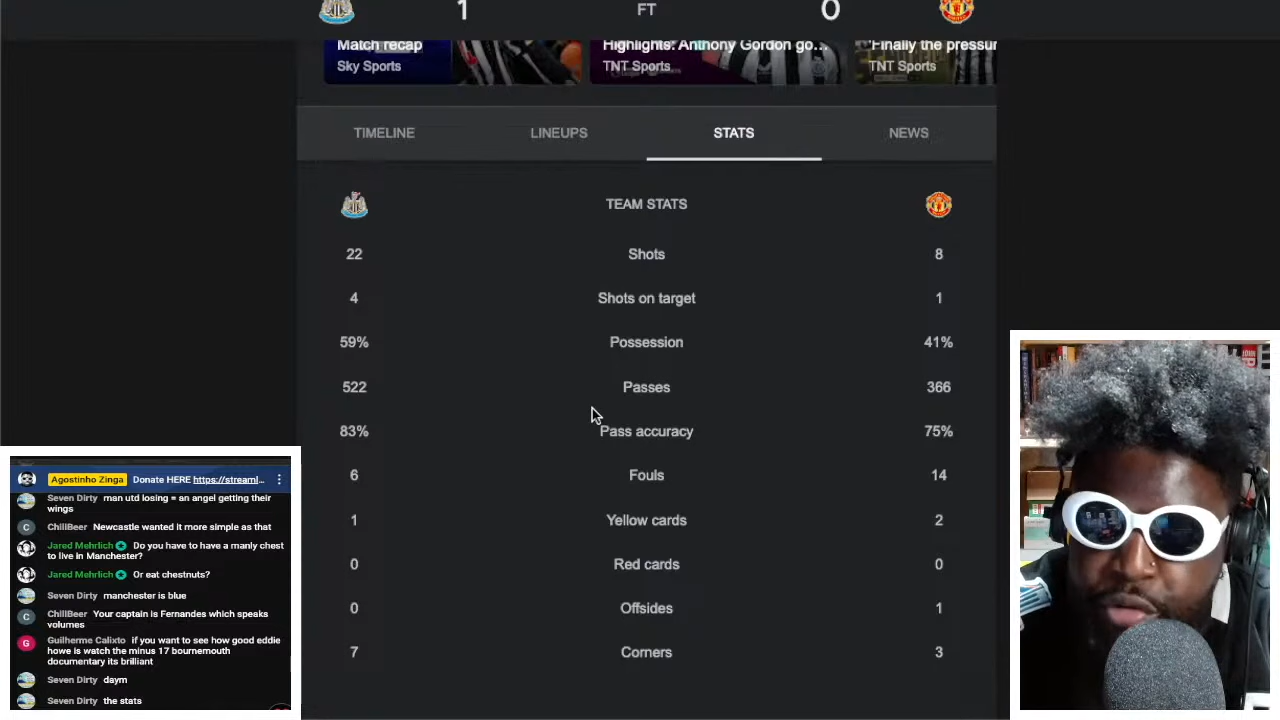 1 FT 0
Match recap
Sky Sports
Highlights: Anthony Gordon go...
TNT Sports
'Finally the pressur
TNT Sports
TIMELINE LINEUPS STATS NEWS
TEAM STATS
22 Shots 8
4 Shots on target 1
59% Possession 41%
522 Passes 366
83% Pass accuracy 75%
6 Fouls 14
1 Yellow cards 2
0 Red cards 0
0 Offsides 1
7 Corners 3
Agostinho Zinga Donate HERE https://streaml...
Seven Dirty man utd losing = an angel getting their
wings
ChillBeer Newcastle wanted it more simple as that
Jared Mehrlich Do you have to have a manly chest
to live in Manchester?
Jared Mehrlich Or eat chestnuts?
Seven Dirty manchester is blue
ChillBeer Your captain is Fernandes which speaks
volumes
G Guilherme Calixto if you want to see how good eddie
howe is watch the minus 17 bournemouth
documentary its brilliant
Seven Dirty daym
Seven Dirty the stats